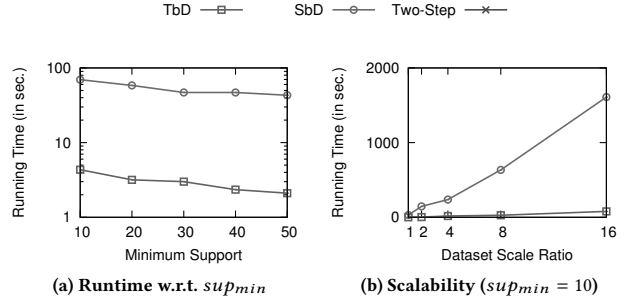 TbD SbD Two-Step
Running Time (in sec.)
100
10
1
10 20 30 40 50
Minimum Support
(a) Runtime w.r.t. sup_min
Running Time (in sec.)
2000
1000
0
1 2 4 8 16
Dataset Scale Ratio
(b) Scalability (sup_min = 10)